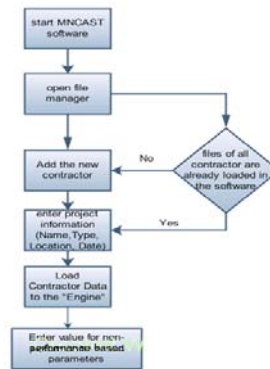 start MNCAST
software
open file
manager
files of all
contractor are
already loaded in
the software
No
Add the new
contractor
Yes
enter project
information
(Name,Type,
Location, Date)
Load
Contractor Data
to the "Engine"
Enter value for non-
performance based
parameters